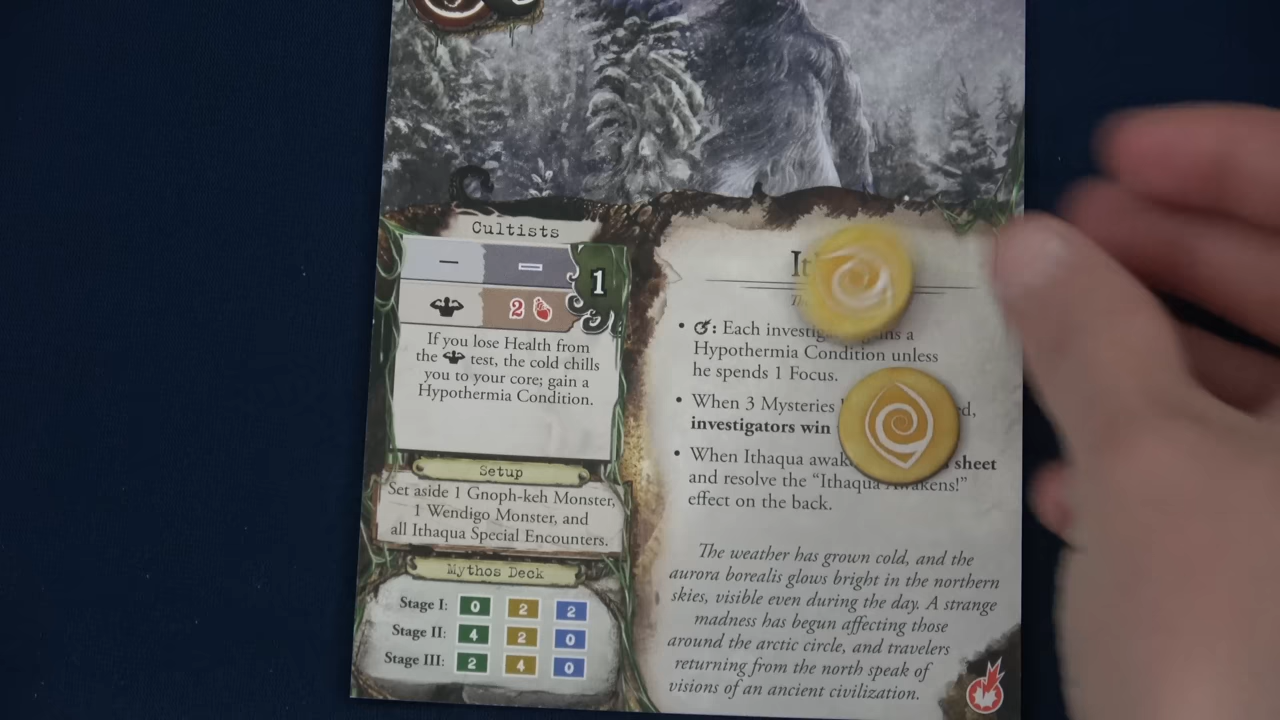 Cultists
— —
1
2
If you lose Health from
the test, the cold chills
you to your core; gain a
Hypothermia Condition.
Setup
Set aside 1 Gnoph-keh Monster,
1 Wendigo Monster, and
all Ithaqua Special Encounters.
Mythos Deck
Stage I: 0 2 2
Stage II: 4 2 0
Stage III: 2 4 0
• : Each a
Hypothermia Condition unless
he spends 1 Focus.
• When 3 Mysteries
investigators win
• When Ithaqua sheet
and resolve the “Ithaqua Awakens!”
effect on the back.
The weather has grown cold, and the
aurora borealis glows bright in the northern
skies, visible even during the day. A strange
madness has begun affecting those
around the arctic circle, and travelers
returning from the north speak of
visions of an ancient civilization.